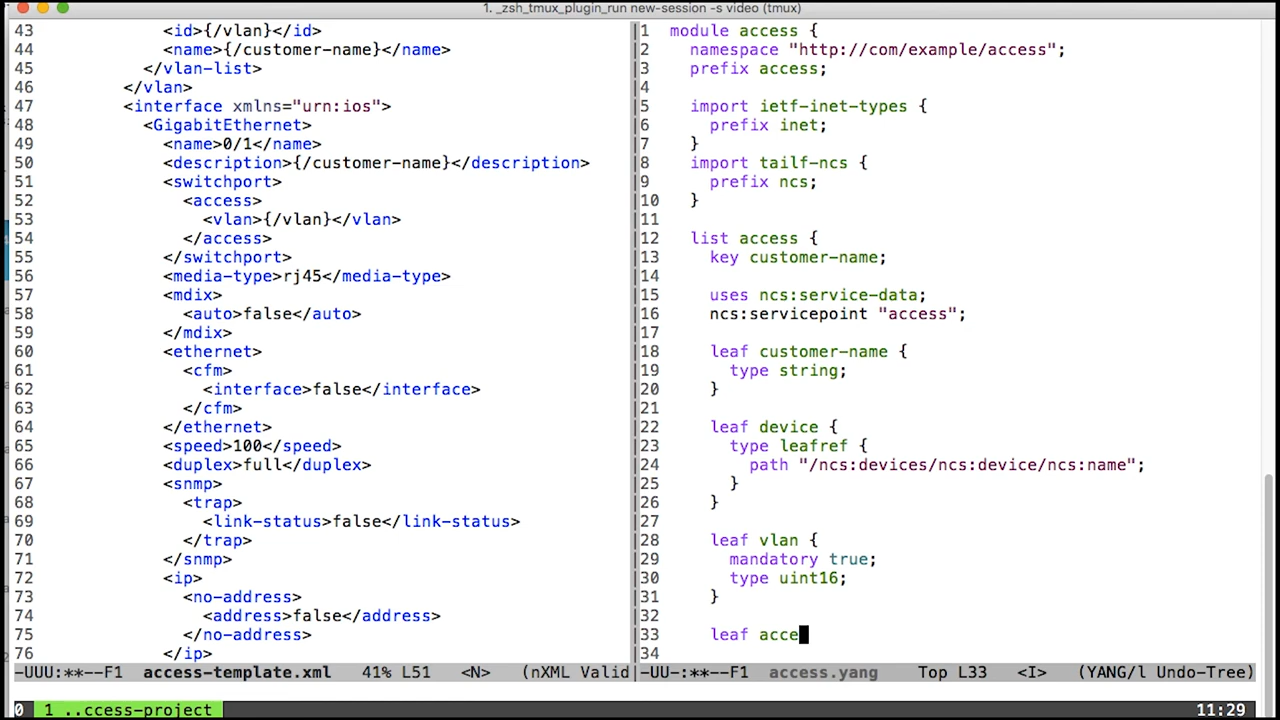 1. _zsh_tmux_plugin_run new-session -s video (tmux)
43 <id>{/vlan}</id>
44 <name>{/customer-name}</name>
45 </vlan-list>
46 </vlan>
47 <interface xmlns="urn:ios">
48 <GigabitEthernet>
49 <name>0/1</name>
50 <description>{/customer-name}</description>
51 <switchport>
52 <access>
53 <vlan>{/vlan}</vlan>
54 </access>
55 </switchport>
56 <media-type>rj45</media-type>
57 <mdix>
58 <auto>false</auto>
59 </mdix>
60 <ethernet>
61 <cfm>
62 <interface>false</interface>
63 </cfm>
64 </ethernet>
65 <speed>100</speed>
66 <duplex>full</duplex>
67 <snmp>
68 <trap>
69 <link-status>false</link-status>
70 </trap>
71 </snmp>
72 <ip>
73 <no-address>
74 <address>false</address>
75 </no-address>
76 </ip>
-UUU:**--F1 access-template.xml 41% L51 <N> (nXML Valid
1 module access {
2 namespace "http://com/example/access";
3 prefix access;
4
5 import ietf-inet-types {
6 prefix inet;
7 }
8 import tailf-ncs {
9 prefix ncs;
10 }
11
12 list access {
13 key customer-name;
14
15 uses ncs:service-data;
16 ncs:servicepoint "access";
17
18 leaf customer-name {
19 type string;
20 }
21
22 leaf device {
23 type leafref {
24 path "/ncs:devices/ncs:device/ncs:name";
25 }
26 }
27
28 leaf vlan {
29 mandatory true;
30 type uint16;
31 }
32
33 leaf acce
34
-UU-:**--F1 access.yang Top L33 <I> (YANG/l Undo-Tree)
0 1 ..ccess-project 11:29